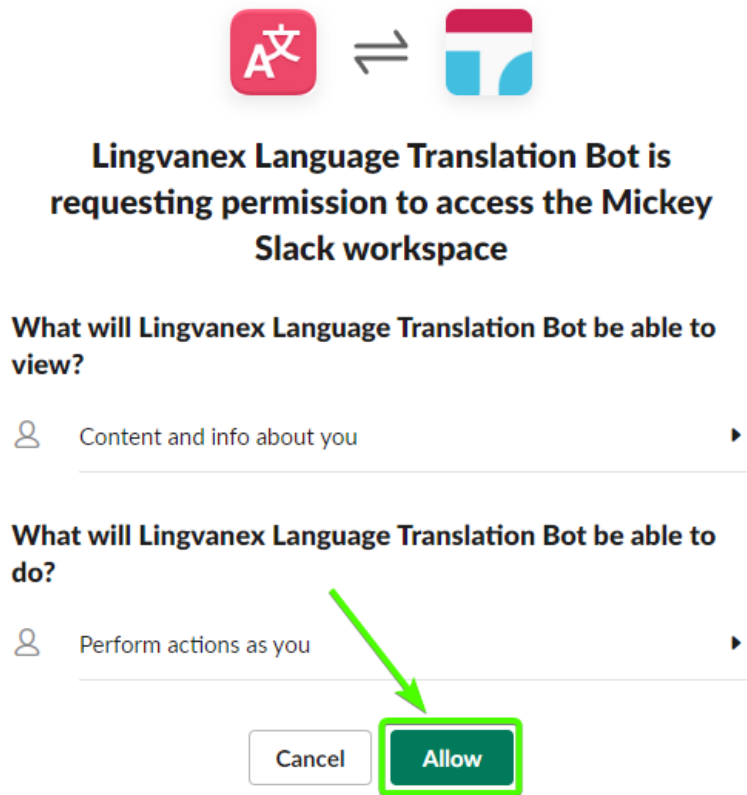 A文
Lingvanex Language Translation Bot is
requesting permission to access the Mickey
Slack workspace
What will Lingvanex Language Translation Bot be able to
view?
Content and info about you
What will Lingvanex Language Translation Bot be able to
do?
Perform actions as you
Cancel Allow